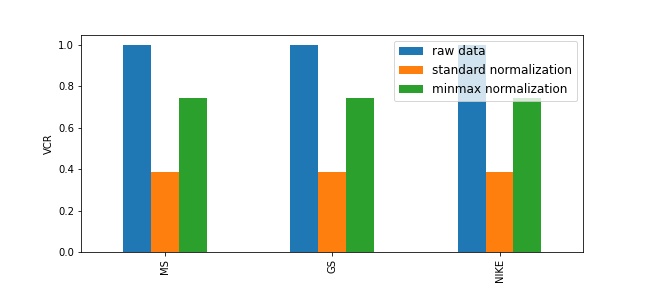 1.0
0.8
0.6
0.4
0.2
0.0
VCR
raw data
standard normalization
minmax normalization
MS
GS
NIKE